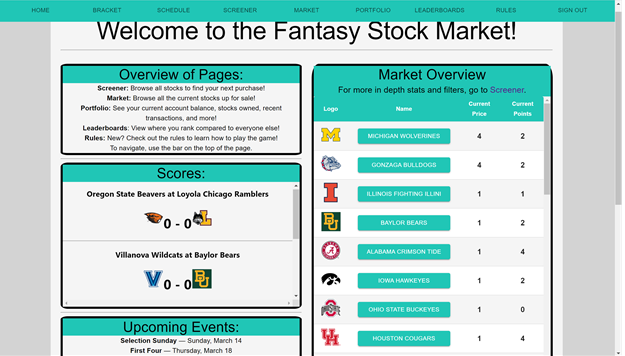 HOME BRACKET SCHEDULE SCREENER MARKET PORTFOLIO LEADERBOARDS RULES SIGN OUT
Welcome to the Fantasy Stock Market!
Overview of Pages:
Screener: Browse all stocks to find your next purchase!
Market: Browse all the current stocks up for sale!
Portfolio: See your current account balance, stocks owned, recent
transactions, and more!
Leaderboards: View where you rank compared to everyone else!
Rules: New? Check out the rules to learn how to play the game!
To navigate, use the bar on the top of the page.
Scores:
Oregon State Beavers at Loyola Chicago Ramblers
0 - 0
Villanova Wildcats at Baylor Bears
0 - 0
Upcoming Events:
Selection Sunday — Sunday, March 14
First Four — Thursday, March 18
Market Overview
For more in depth stats and filters, go to Screener.
Logo Name Current Price Current Points
MICHIGAN WOLVERINES 4 2
GONZAGA BULLDOGS 4 2
ILLINOIS FIGHTING ILLINI 1 1
BAYLOR BEARS 1 2
ALABAMA CRIMSON TIDE 1 4
IOWA HAWKEYES 1 2
OHIO STATE BUCKEYES 1 0
HOUSTON COUGARS 1 4